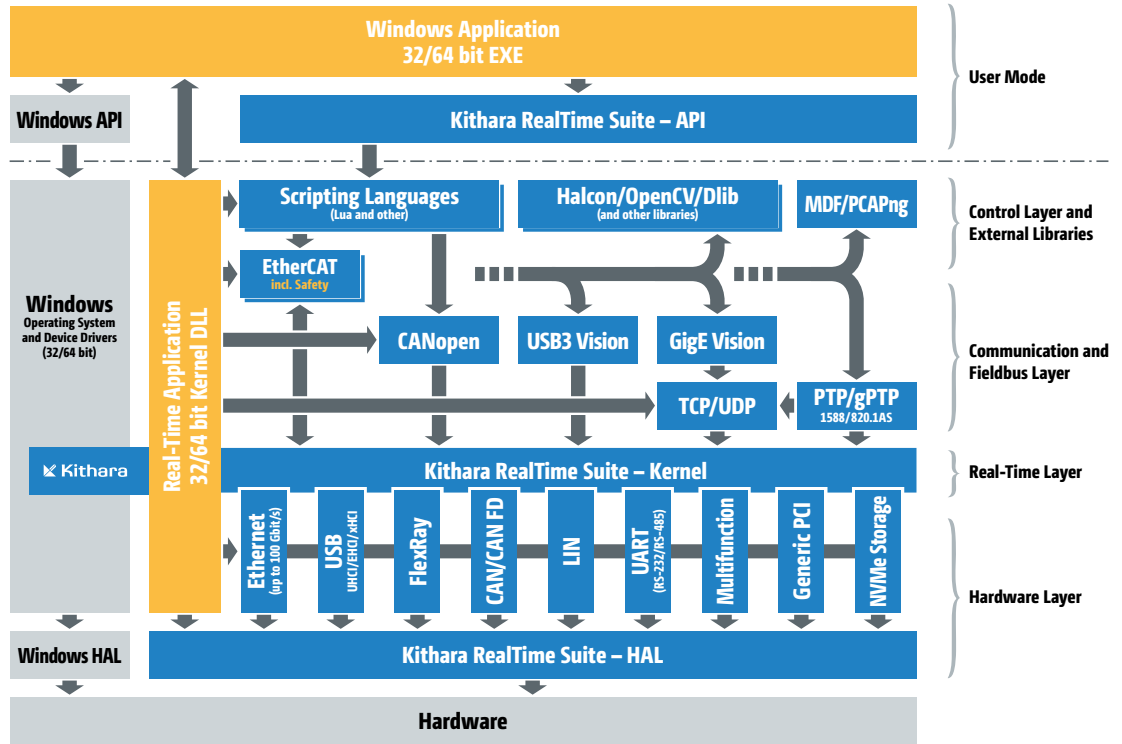 Windows Application
32/64 bit EXE
User Mode
Windows API
Kithara RealTime Suite – API
Scripting Languages
(Lua and other)
Halcon/OpenCV/Dlib
(and other libraries)
MDF/PCAPng
Control Layer and
External Libraries
EtherCAT
incl. Safety
Windows
Operating System
and Device Drivers
(32/64 bit)
Real-Time Application
32/64 bit Kernel DLL
CANopen
USB3 Vision
GigE Vision
Communication and
Fieldbus Layer
TCP/UDP
PTP/gPTP
1588/820.1AS
Kithara
Kithara RealTime Suite – Kernel
Real-Time Layer
Ethernet
(up to 100 Gbit/s)
USB
UHCI/EHCI/xHCI
FlexRay
CAN/CAN FD
LIN
UART
(RS-232/RS-485)
Multifunction
Generic PCI
NVMe Storage
Hardware Layer
Windows HAL
Kithara RealTime Suite – HAL
Hardware